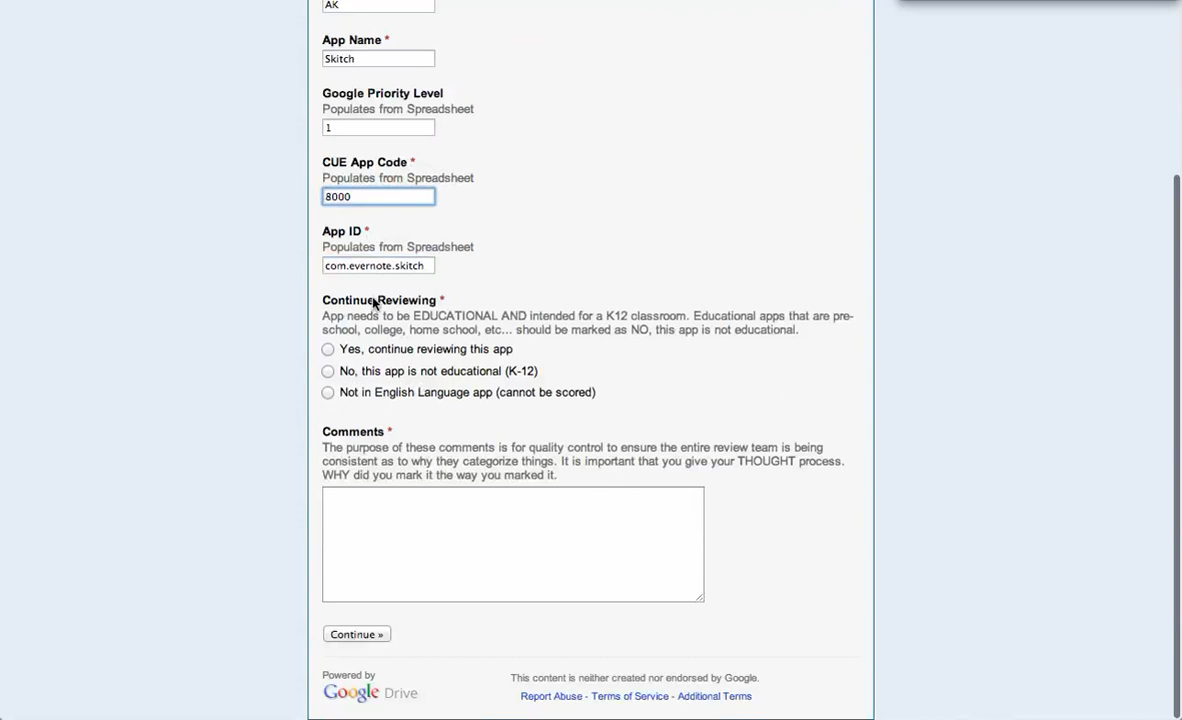 AK
App Name *
Skitch
Google Priority Level
Populates from Spreadsheet
1
CUE App Code *
Populates from Spreadsheet
8000
App ID *
Populates from Spreadsheet
com.evernote.skitch
Continue Reviewing *
App needs to be EDUCATIONAL AND intended for a K12 classroom. Educational apps that are pre-
school, college, home school, etc... should be marked as NO, this app is not educational.
Yes, continue reviewing this app
No, this app is not educational (K-12)
Not in English Language app (cannot be scored)
Comments *
The purpose of these comments is for quality control to ensure the entire review team is being
consistent as to why they categorize things. It is important that you give your THOUGHT process.
WHY did you mark it the way you marked it.
Continue »
Powered by
Google Drive
This content is neither created nor endorsed by Google.
Report Abuse - Terms of Service - Additional Terms